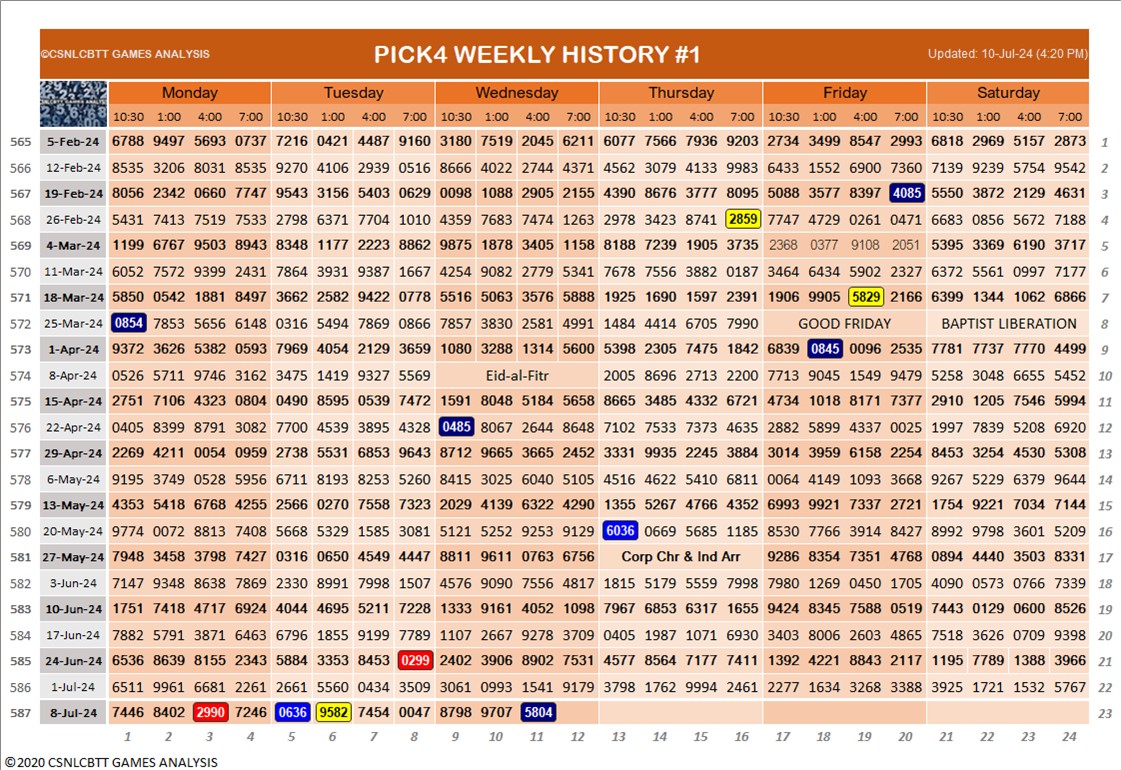 ©CSNLCBTT GAMES ANALYSIS PICK4 WEEKLY HISTORY #1 Updated: 10-Jul-24 (4:20 PM)
Monday Tuesday Wednesday Thursday Friday Saturday
10:30 1:00 4:00 7:00 10:30 1:00 4:00 7:00 10:30 1:00 4:00 7:00 10:30 1:00 4:00 7:00 10:30 1:00 4:00 7:00 10:30 1:00 4:00 7:00
565 5-Feb-24 6788 9497 5693 0737 7216 0421 4487 9160 3180 7519 2045 6211 6077 7566 7936 9203 2734 3499 8547 2993 6818 2969 5157 2873 1
566 12-Feb-24 8535 3206 8031 8535 9270 4106 2939 0516 8666 4022 2744 4371 4562 3079 4133 9983 6433 1552 6900 7360 7139 9239 5754 9542 2
567 19-Feb-24 8056 2342 0660 7747 9543 3156 5403 0629 0098 1088 2905 2155 4390 8676 3777 8095 5088 3577 8397 4085 5550 3872 2129 4631 3
568 26-Feb-24 5431 7413 7519 7533 2798 6371 7704 1010 4359 7683 7474 1263 2978 3423 8741 2859 7747 4729 0261 0471 6683 0856 5672 7188 4
569 4-Mar-24 1199 6767 9503 8943 8348 1177 2223 8862 9875 1878 3405 1158 8188 7239 1905 3735 2368 0377 9108 2051 5395 3369 6190 3717 5
570 11-Mar-24 6052 7572 9399 2431 7864 3931 9387 1667 4254 9082 2779 5341 7678 7556 3882 0187 3464 6434 5902 2327 6372 5561 0997 7177 6
571 18-Mar-24 5850 0542 1881 8497 3662 2582 9422 0778 5516 5063 3576 5888 1925 1690 1597 2391 1906 9905 5829 2166 6399 1344 1062 6866 7
572 25-Mar-24 0854 7853 5656 6148 0316 5494 7869 0866 7857 3830 2581 4991 1484 4414 6705 7990 GOOD FRIDAY BAPTIST LIBERATION 8
573 1-Apr-24 9372 3626 5382 0593 7969 4054 2129 3659 1080 3288 1314 5600 5398 2305 7475 1842 6839 0845 0096 2535 7781 7737 7770 4499 9
574 8-Apr-24 0526 5711 9746 3162 3475 1419 9327 5569 Eid-al-Fitr 2005 8696 2713 2200 7713 9045 1549 9479 5258 3048 6655 5452 10
575 15-Apr-24 2751 7106 4323 0804 0490 8595 0539 7472 1591 8048 5184 5658 8665 3485 4332 6721 4734 1018 8171 7377 2910 1205 7546 5994 11
576 22-Apr-24 0405 8399 8791 3082 7700 4539 3895 4328 0485 8067 2644 8648 7102 7533 7373 4635 2882 5899 4337 0025 1997 7839 5208 6920 12
577 29-Apr-24 2269 4211 0054 0959 2738 5531 6853 9643 8712 9665 3665 2452 3331 9935 2245 3884 3014 3959 6158 2254 8453 3254 4530 5308 13
578 6-May-24 9195 3749 0528 5956 6711 8193 8253 5260 8415 3025 6040 5105 4516 4622 5410 6811 0064 4149 1093 3668 9267 5229 6379 9644 14
579 13-May-24 4353 5418 6768 4255 2566 0270 7558 7323 2029 4139 6322 4290 1355 5267 4766 4352 6993 9921 7337 2721 1754 9221 7034 7144 15
580 20-May-24 9774 0072 8813 7408 5668 5329 1585 3081 5121 5252 9253 9129 6036 0669 5685 1185 8530 7766 3914 8427 8992 9798 3601 5209 16
581 27-May-24 7948 3458 3798 7427 0316 0650 4549 4447 8811 9611 0763 6756 Corp Chr & Ind Arr 9286 8354 7351 4768 0894 4440 3503 8331 17
582 3-Jun-24 7147 9348 8638 7869 2330 8991 7998 1507 4576 9090 7556 4817 1815 5179 5559 7998 7980 1269 0450 1705 4090 0573 0766 7339 18
583 10-Jun-24 1751 7418 4717 6924 4044 4695 5211 7228 1333 9161 4052 1098 7967 6853 6317 1655 9424 8345 7588 0519 7443 0129 0600 8526 19
584 17-Jun-24 7882 5791 3871 6463 6796 1855 9199 7789 1107 2667 9278 3709 0405 1987 1071 6930 3403 8006 2603 4865 7518 3626 0709 9398 20
585 24-Jun-24 6536 8639 8155 2343 5884 3353 8453 0299 2402 3906 8902 7531 4577 8564 7177 7411 1392 4221 8843 2117 1195 7789 1388 3966 21
586 1-Jul-24 6511 9961 6681 2261 2661 5560 0434 3509 3061 0993 1541 9179 3798 1762 9994 2461 2277 1634 3268 3388 3925 1721 1532 5767 22
587 8-Jul-24 7446 8402 2990 7246 0636 9582 7454 0047 8798 9707 5804 23
1 2 3 4 5 6 7 8 9 10 11 12 13 14 15 16 17 18 19 20 21 22 23 24
©2020 CSNLCBTT GAMES ANALYSIS